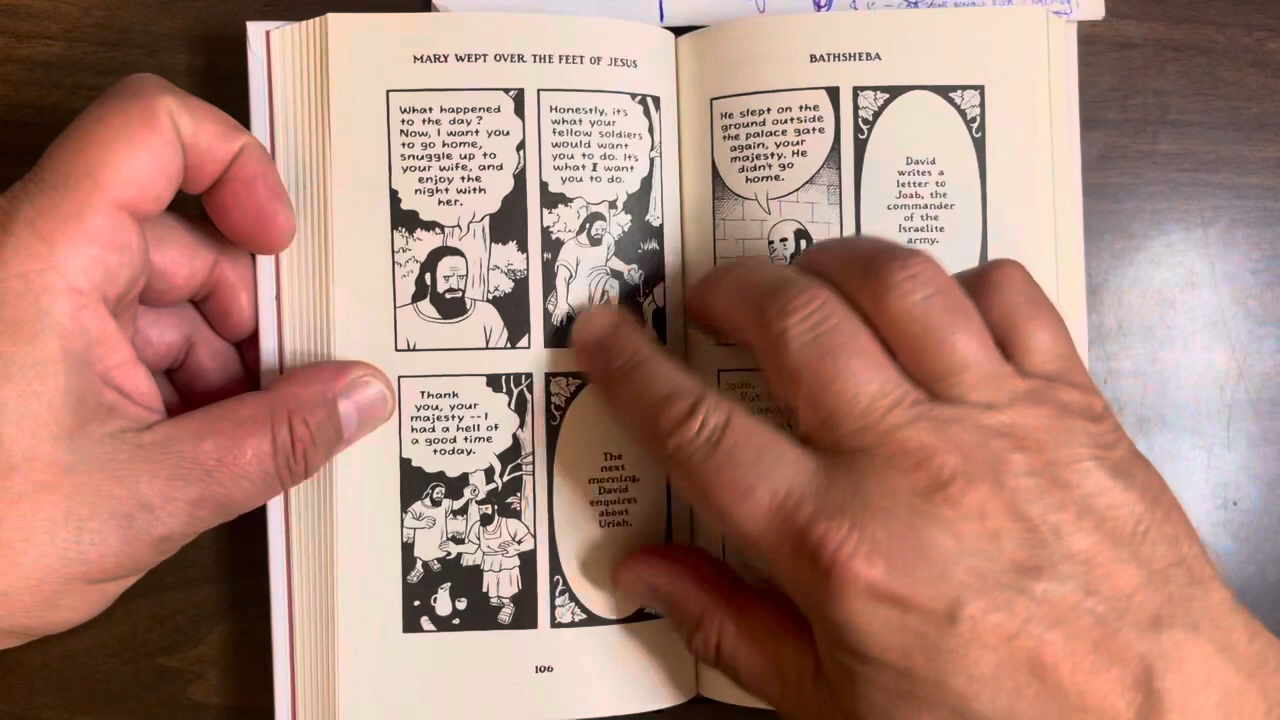 MARY WEPT OVER THE FEET OF JESUS
What happened
to the day?
Now, I want you
to go home,
snuggle up to
your wife, and
enjoy the
night with
her.
Honestly, it's
what your
fellow soldiers
would want
you to do. It's
what I want
you to do.
Thank
you, your
majesty -- I
had a hell of
a good time
today.
The
next
morning,
David
enquires
about
Uriah.
106
BATHSHEBA
He slept on the
ground outside
the palace gate
again, your
majesty. He
didn't go
home.
David
writes a
letter to
Joab, the
commander
of the
Israelite
army.
Joab,
Put